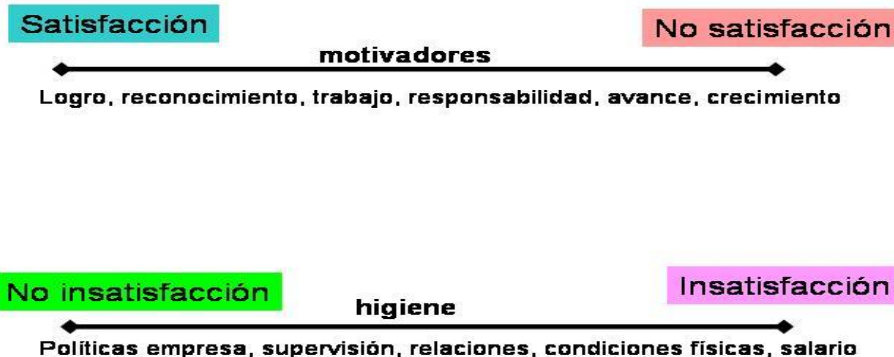 Satisfacción
No satisfacción
motivadores
Logro, reconocimiento, trabajo, responsabilidad, avance, crecimiento
No insatisfacción
Insatisfacción
higiene
Políticas empresa, supervisión, relaciones, condiciones físicas, salario